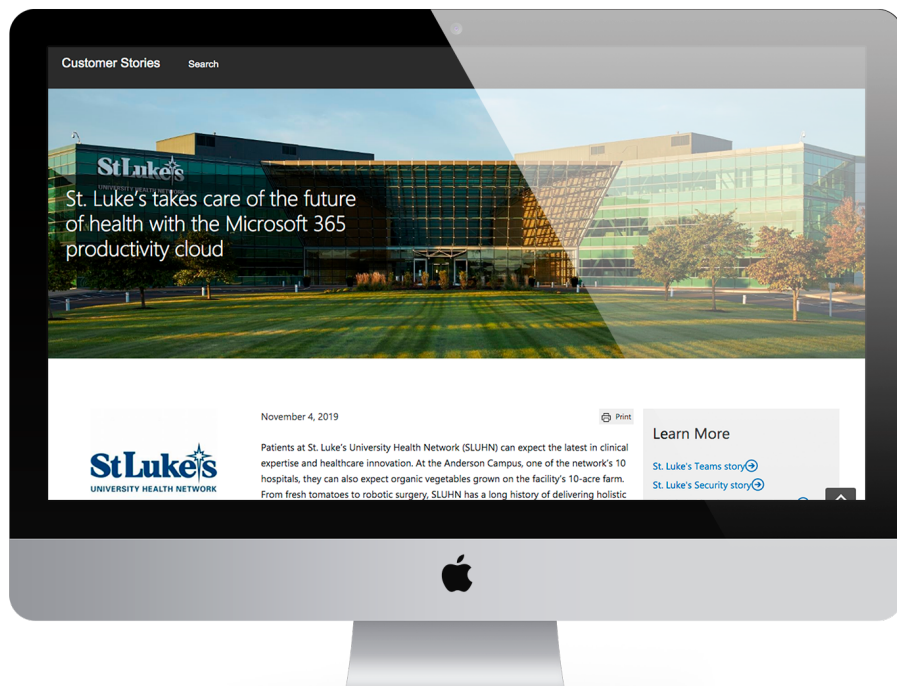 Customer Stories Search
StLuke's
UNIVERSITY HEALTH NETWORK
St. Luke's takes care of the future
of health with the Microsoft 365
productivity cloud
November 4, 2019
Print
Learn More
Patients at St. Luke's University Health Network (SLUHN) can expect the latest in clinical
expertise and healthcare innovation. At the Anderson Campus, one of the network's 10
hospitals, they can also expect organic vegetables grown on the facility's 10-acre farm.
From fresh tomatoes to robotic surgery, SLUHN has a long history of delivering holistic
St. Luke's Teams story
St. Luke's Security story
StLuke's
UNIVERSITY HEALTH NETWORK